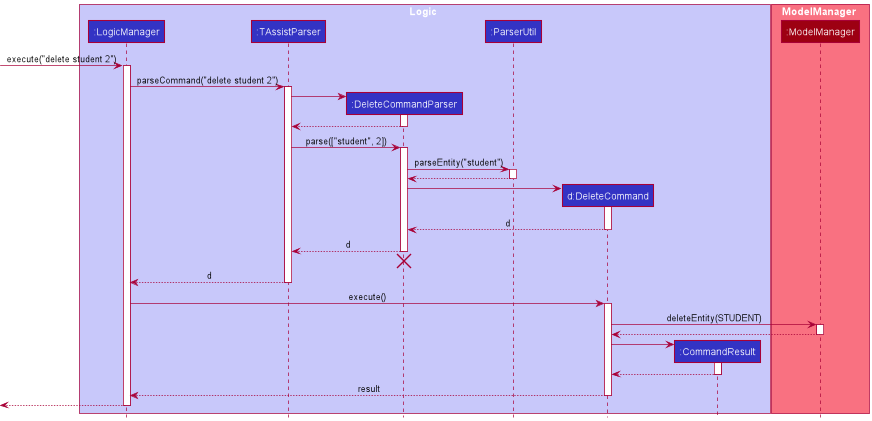 Logic
ModelManager
:LogicManager
:TAssistParser
:ParserUtil
:ModelManager
execute("delete student 2")
parseCommand("delete student 2")
:DeleteCommandParser
parse(["student", 2])
parseEntity("student")
d:DeleteCommand
d
d
d
execute()
deleteEntity(STUDENT)
:CommandResult
result